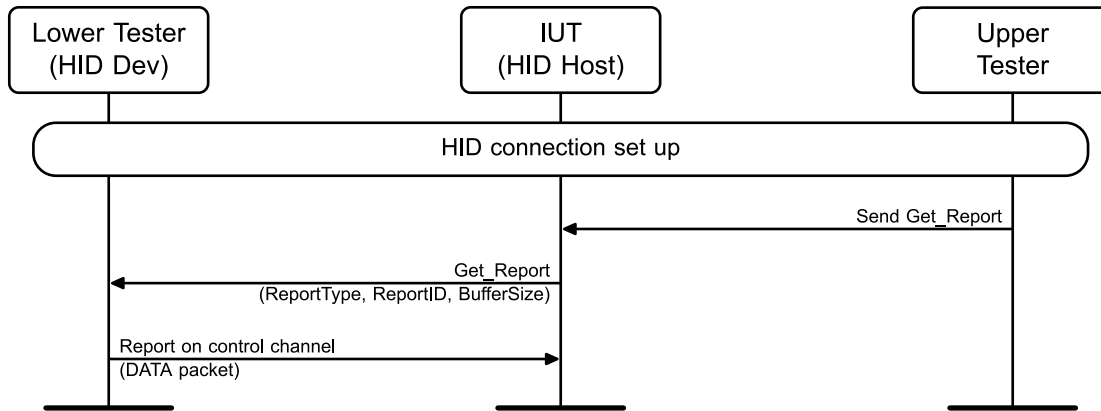 Lower Tester
(HID Dev)
IUT
(HID Host)
Upper
Tester
HID connection set up
Send Get_Report
Get_Report
(ReportType, ReportID, BufferSize)
Report on control channel
(DATA packet)